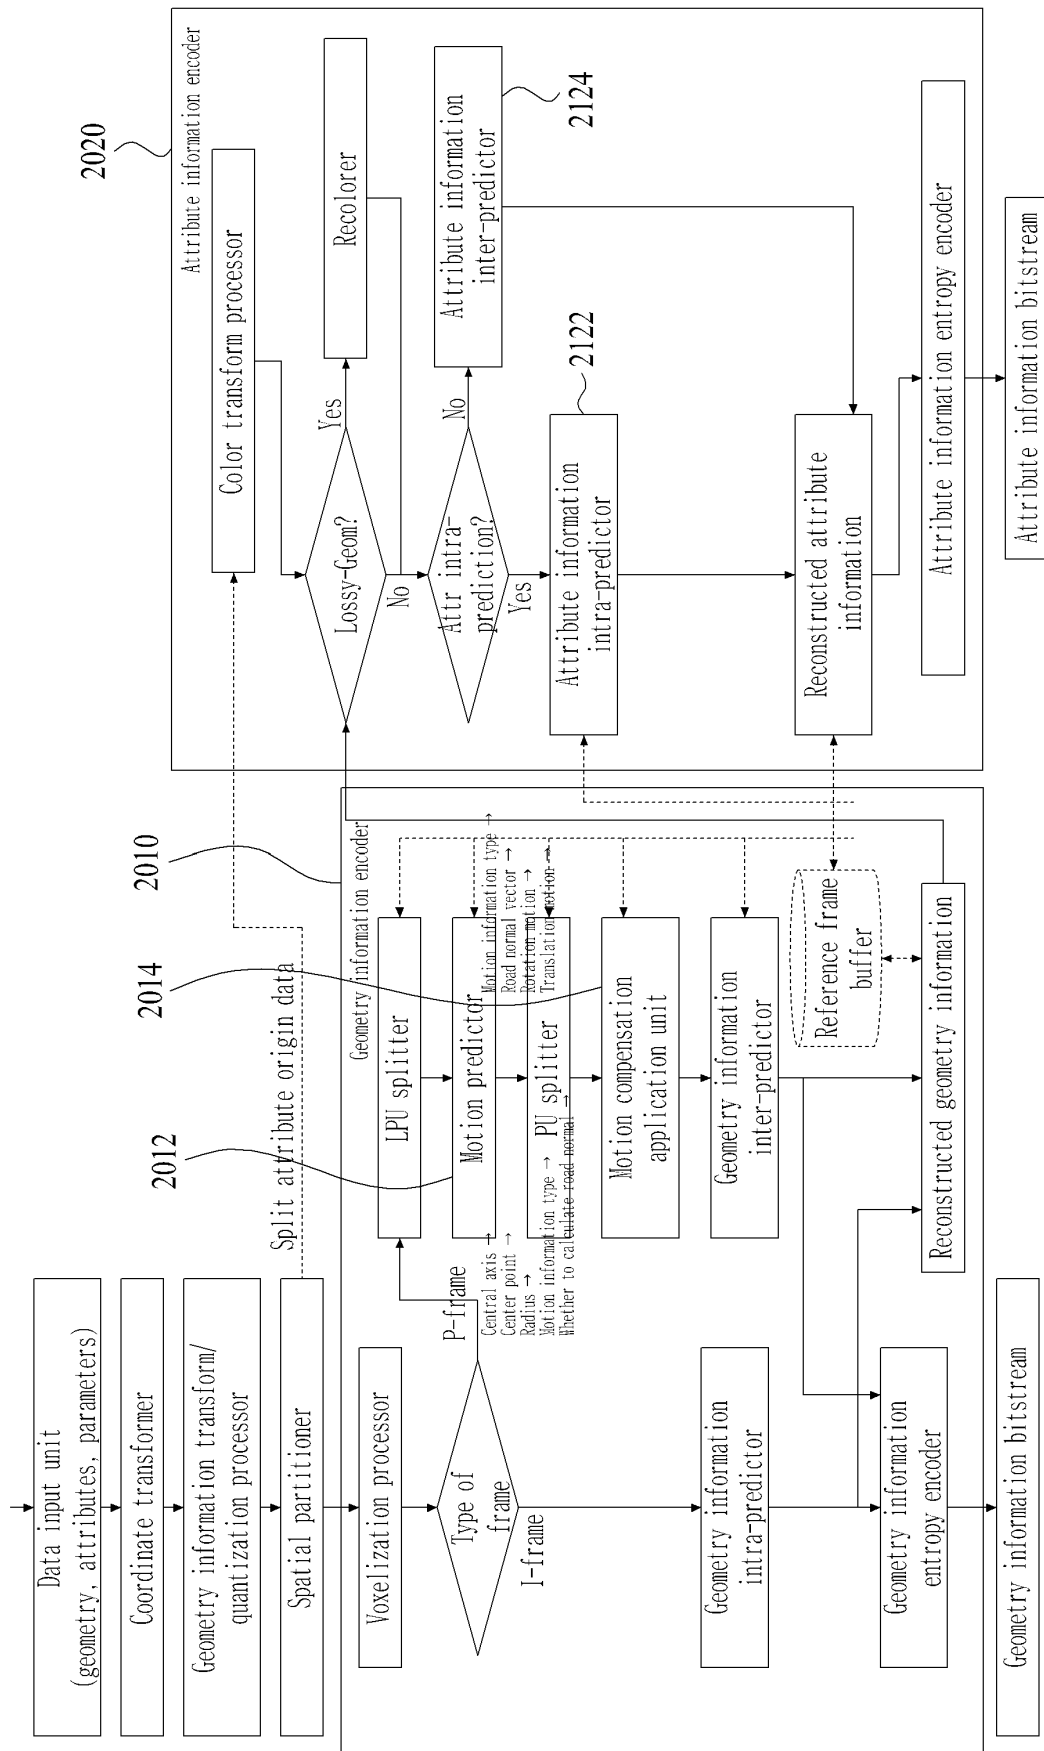 Data input unit
(geometry, attributes, parameters)
Coordinate transformer
Geometry information transform/
quantization processor
Spatial partitioner
Split attribute origin data
2010
Geometry information encoder
Voxelization processor
Type of
frame
P-frame
I-frame
LPU splitter
2012
Motion predictor
Central axis →
Center point →
Radius →
Motion information type →
Whether to calculate road normal →
Motion information type →
Road normal vector →
Rotation motion →
Translation motion →
PU splitter
2014
Motion compensation
application unit
Geometry information
inter-predictor
Geometry information
intra-predictor
Reference frame
buffer
Reconstructed geometry information
Geometry information
entropy encoder
Geometry information bitstream
2020
Attribute information encoder
Color transform processor
Lossy-Geom?
Yes
No
Recolorer
Attr intra-
prediction?
No
Yes
Attribute information
inter-predictor
2124
Attribute information
intra-predictor
2122
Reconstructed attribute
information
Attribute information entropy encoder
Attribute information bitstream